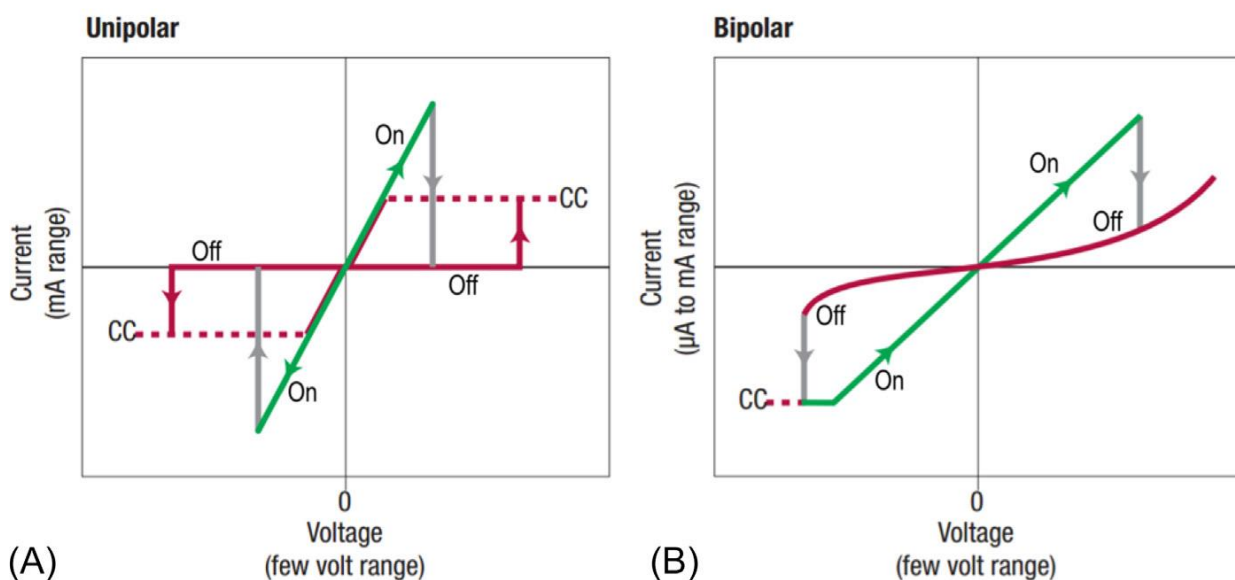 Unipolar
On
CC
Off
Off
CC
On
Current
(mA range)
0
Voltage
(few volt range)
(A)
Bipolar
On
Off
Off
CC
On
Current
(µA to mA range)
0
Voltage
(few volt range)
(B)